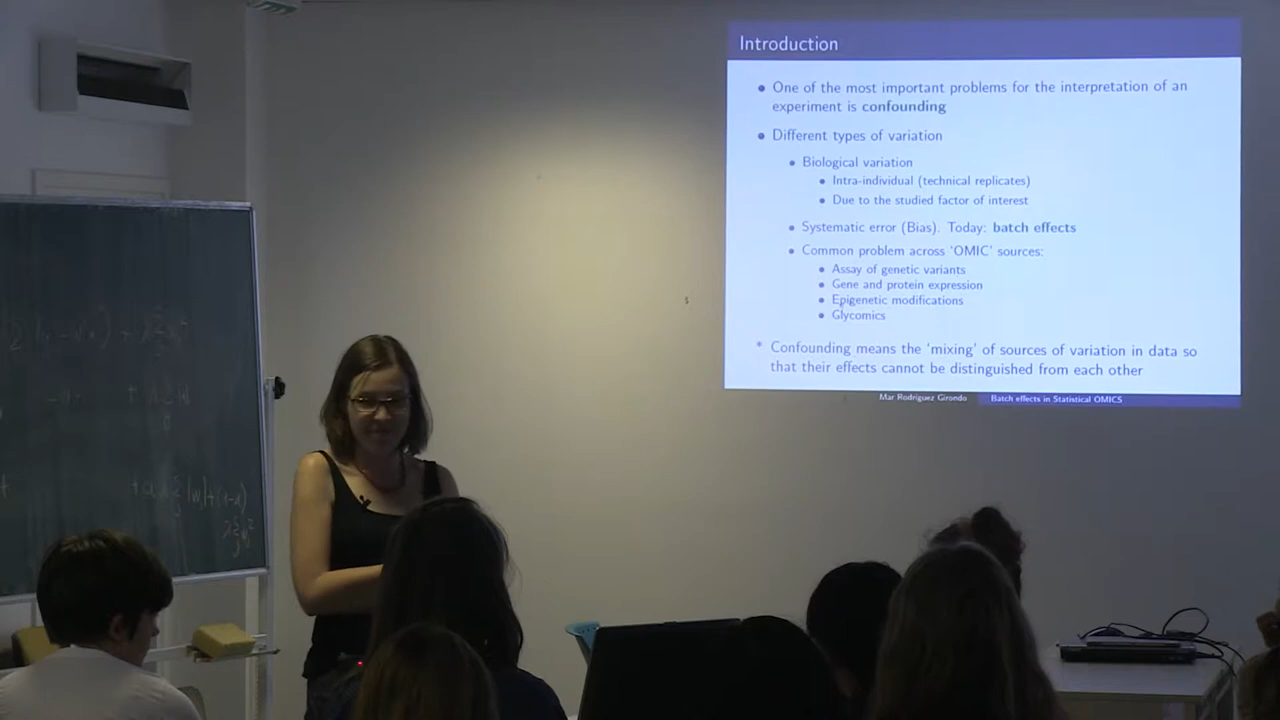 Introduction
• One of the most important problems for the interpretation of an
experiment is confounding
• Different types of variation
• Biological variation
• Intra-individual (technical replicates)
• Due to the studied factor of interest
• Systematic error (Bias). Today: batch effects
• Common problem across ‘OMIC’ sources:
• Assay of genetic variants
• Gene and protein expression
• Epigenetic modifications
• Glycomics
* Confounding means the ‘mixing’ of sources of variation in data so
that their effects cannot be distinguished from each other
Mar Rodríguez Girondo Batch effects in Statistical OMICS